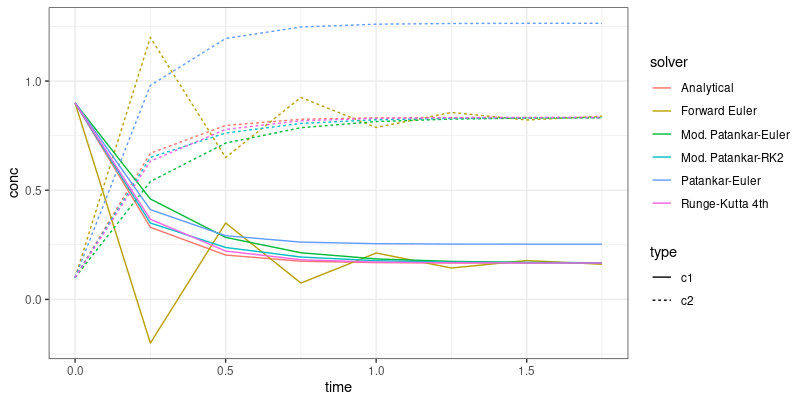 conc
1.0
0.5
0.0
0.0 0.5 1.0 1.5
time
solver
Analytical
Forward Euler
Mod. Patankar-Euler
Mod. Patankar-RK2
Patankar-Euler
Runge-Kutta 4th
type
c1
c2